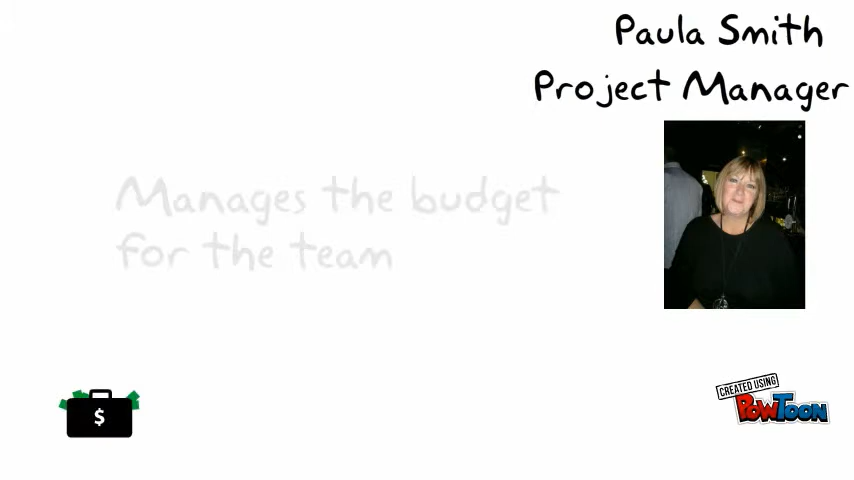 Paula Smith
Project Manager
Manages the budget
for the team
$
CREATED USING
POWTOON